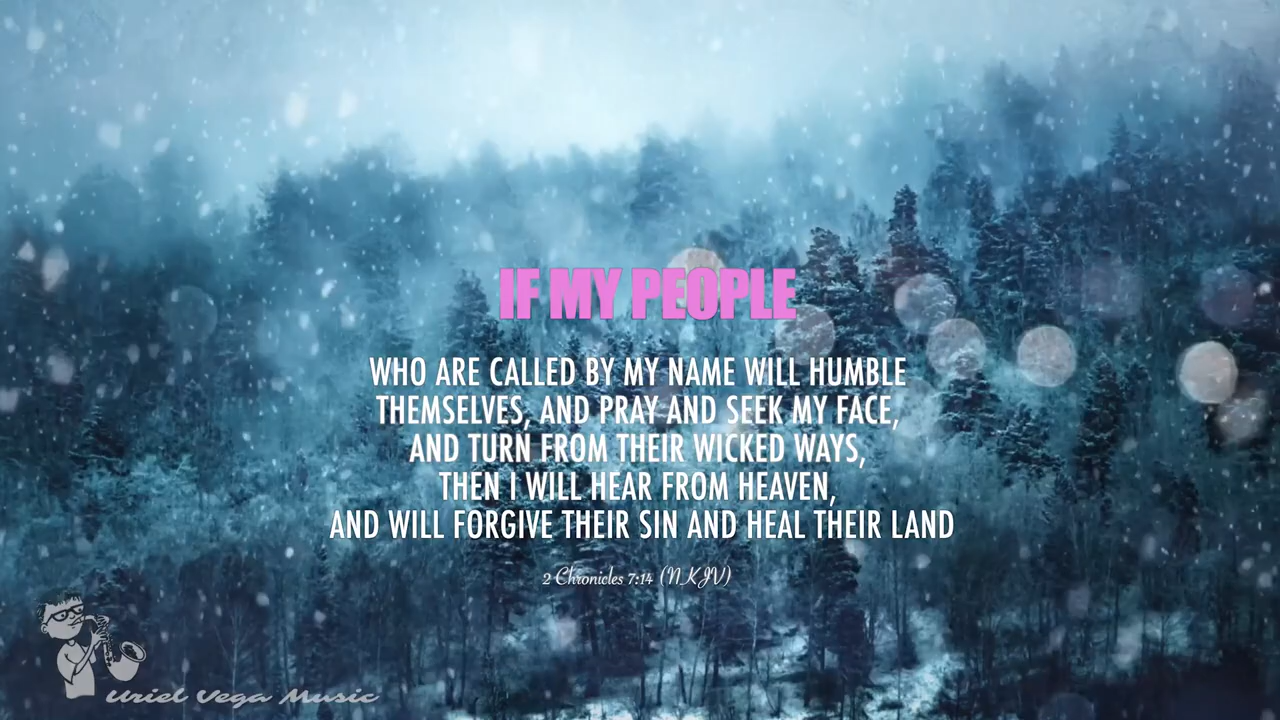 IF MY PEOPLE
WHO ARE CALLED BY MY NAME WILL HUMBLE
THEMSELVES, AND PRAY AND SEEK MY FACE,
AND TURN FROM THEIR WICKED WAYS,
THEN I WILL HEAR FROM HEAVEN,
AND WILL FORGIVE THEIR SIN AND HEAL THEIR LAND
2 Chronicles 7:14 (NKJV)
Uriel Vega Music